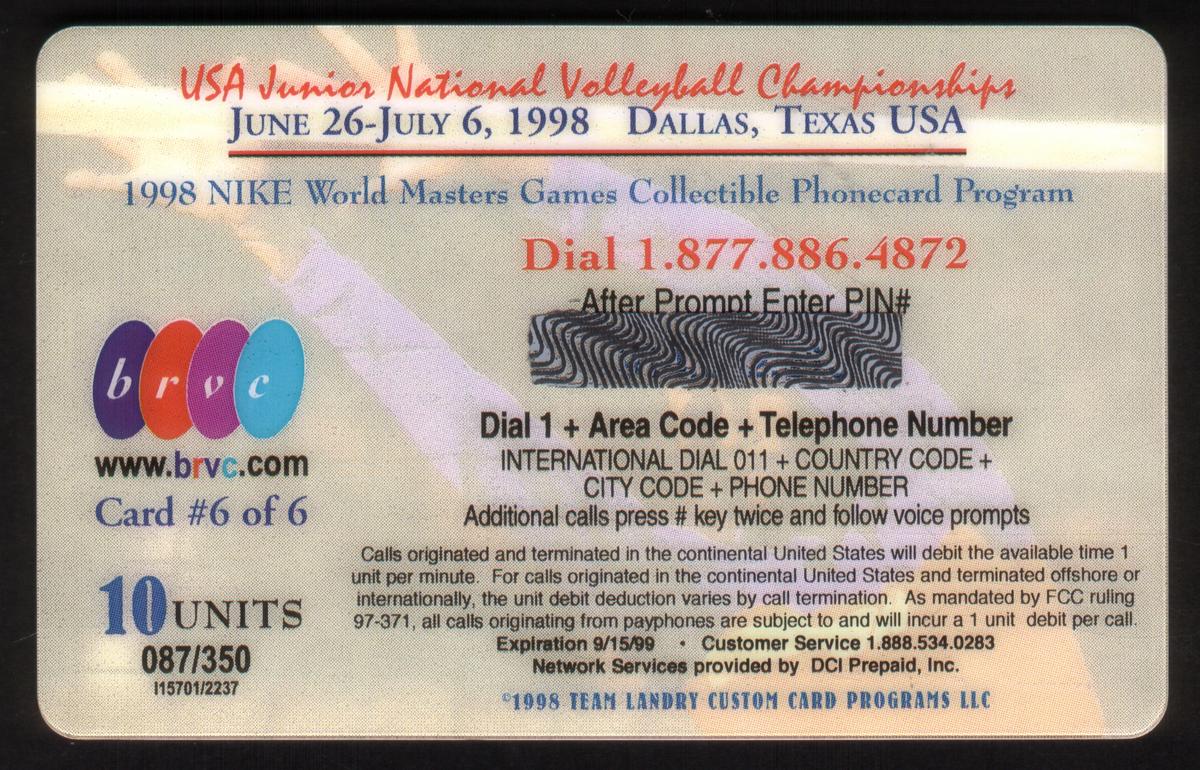 USA Junior National Volleyball Championships
JUNE 26-JULY 6, 1998 DALLAS, TEXAS USA
1998 NIKE World Masters Games Collectible Phonecard Program
Dial 1.877.886.4872
After Prompt Enter PIN#
b r v c
www.brvc.com
Card #6 of 6
Dial 1 + Area Code + Telephone Number
INTERNATIONAL DIAL 011 + COUNTRY CODE +
CITY CODE + PHONE NUMBER
Additional calls press # key twice and follow voice prompts
10 UNITS
087/350
I15701/2237
Calls originated and terminated in the continental United States will debit the available time 1
unit per minute. For calls originated in the continental United States and terminated offshore or
internationally, the unit debit deduction varies by call termination. As mandated by FCC ruling
97-371, all calls originating from payphones are subject to and will incur a 1 unit debit per call.
Expiration 9/15/99 • Customer Service 1.888.534.0283
Network Services provided by DCI Prepaid, Inc.
©1998 TEAM LANDRY CUSTOM CARD PROGRAMS LLC